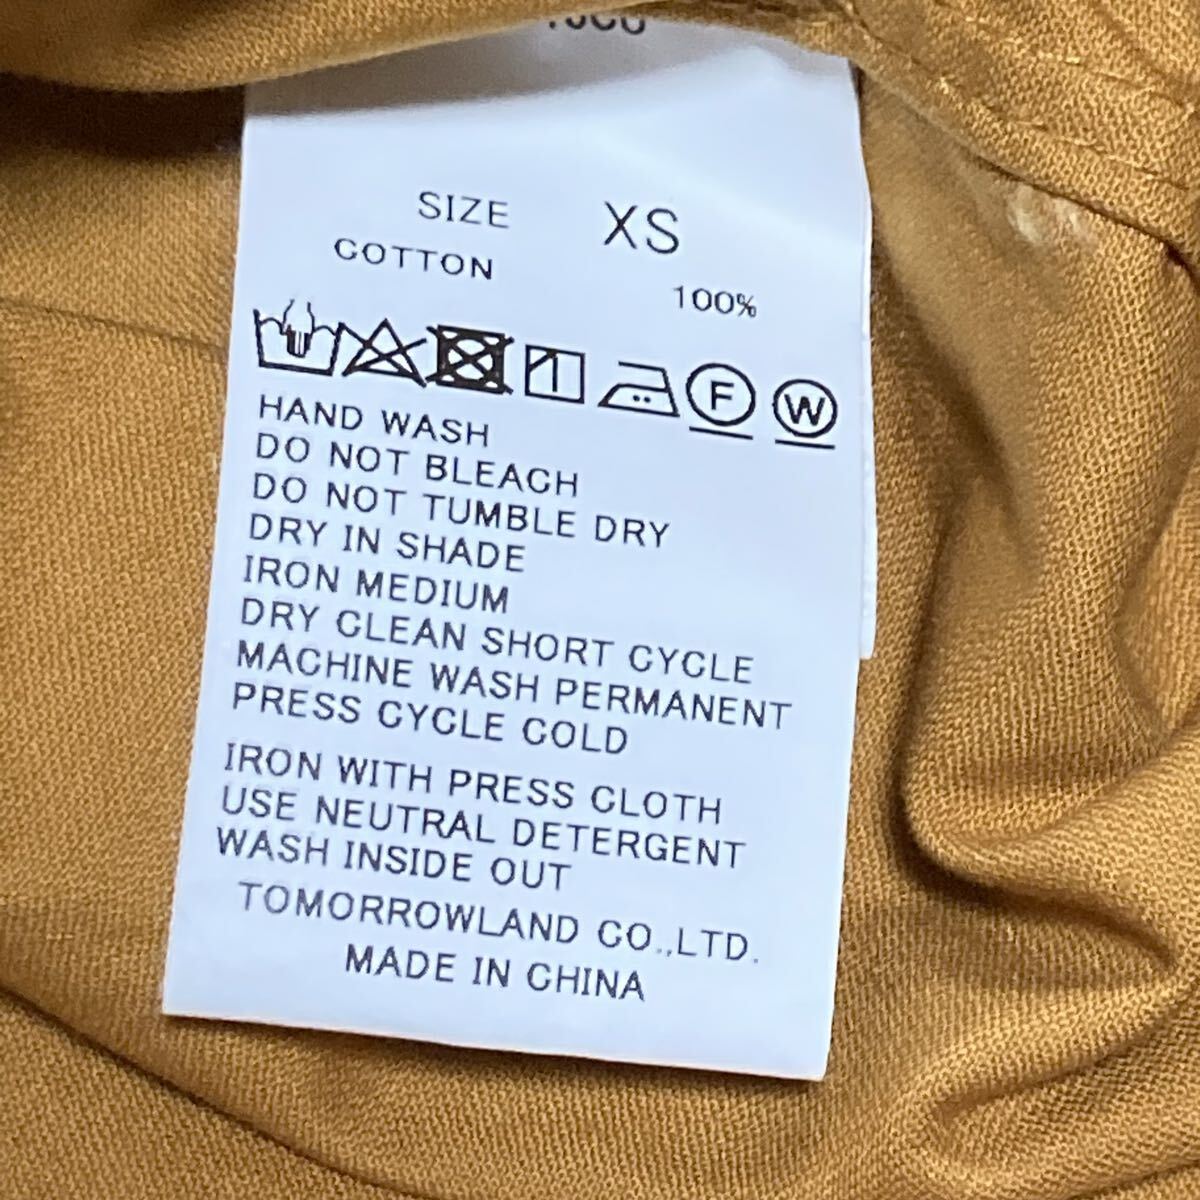 SIZE XS
COTTON 100%
F W
HAND WASH
DO NOT BLEACH
DO NOT TUMBLE DRY
DRY IN SHADE
IRON MEDIUM
DRY CLEAN SHORT CYCLE
MACHINE WASH PERMANENT
PRESS CYCLE COLD
IRON WITH PRESS CLOTH
USE NEUTRAL DETERGENT
WASH INSIDE OUT
TOMORROWLAND CO.,LTD.
MADE IN CHINA